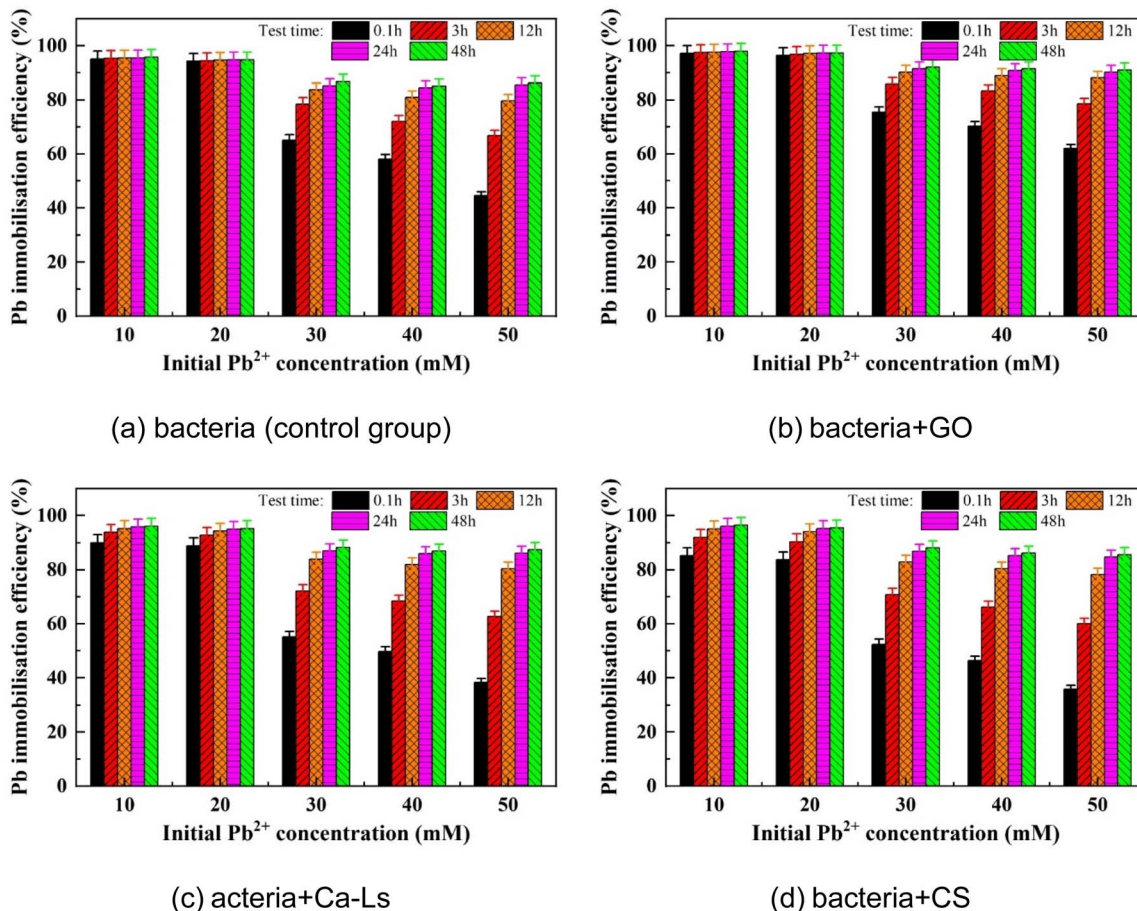 Test time: 0.1h 3h 12h
24h 48h
Pb immobilisation efficiency (%)
100
80
60
40
20
0
10 20 30 40 50
Initial Pb²⁺ concentration (mM)
(a) bacteria (control group)
Test time: 0.1h 3h 12h
24h 48h
Pb immobilisation efficiency (%)
100
80
60
40
20
0
10 20 30 40 50
Initial Pb²⁺ concentration (mM)
(b) bacteria+GO
Test time: 0.1h 3h 12h
24h 48h
Pb immobilisation efficiency (%)
100
80
60
40
20
0
10 20 30 40 50
Initial Pb²⁺ concentration (mM)
(c) acteria+Ca-Ls
Test time: 0.1h 3h 12h
24h 48h
Pb immobilisation efficiency (%)
100
80
60
40
20
0
10 20 30 40 50
Initial Pb²⁺ concentration (mM)
(d) bacteria+CS